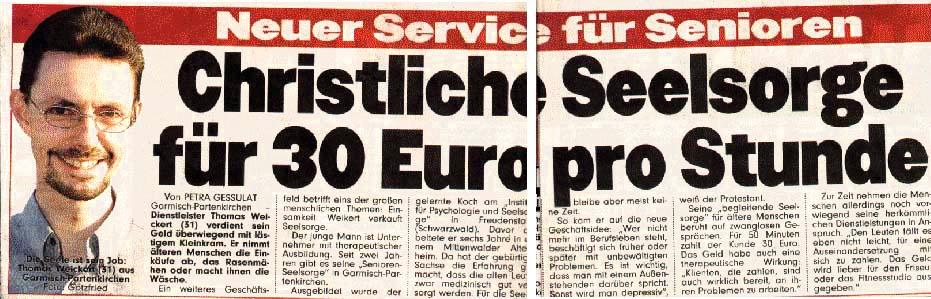 Neuer Service für Senioren
Christliche Seelsorge
für 30 Euro pro Stunde
Die Seele ist sein Job:
Thomas Weickert (31) aus
Garmisch-Partenkirchen
Foto: Gotzfried
Von PETRA GESSULAT
Garmisch-Partenkirchen
Dienstleister Thomas Wei-
ckert (31) verdient sein
Geld überwiegend mit läs-
tigem Kleinkram. Er nimmt
älteren Menschen die Ein-
käufe ab, das Rasenmä-
hen oder macht ihnen die
Wäsche.
Ein weiteres Geschäfts-
feld betrifft eins der großen
menschlichen Themen: Ein-
samkeit Weikert verkauft
Seelsorge.
Der junge Mann ist Unter-
nehmer mit therapeutischer
Ausbildung. Seit zwei Jah-
ren gibt es seine „Senioren-
Seelsorge" in Garmisch-Par-
tenkirchen.
Ausgebildet wurde der
gelernte Koch am „Instit
für Psychologie und Seelso
ge" in Freudensta
(Schwarzwald). Davor a
beitete er sechs Jahre in e
nem Mittenwalder Alte
heim. Da hat der gebürtig
Sachse die Erfahrung g
macht, dass die alten Leut
zwar medizinisch gut ve
sorgt werden. Für die Seel
bleibe aber meist kei-
ne Zeit.
So kam er auf die neue
Geschäftsidee: „Wer nicht
mehr im Berufsleben steht,
beschäftigt sich früher oder
später mit unbewältigten
Problemen. Es ist wichtig,
dass man mit einem Außen-
stehenden darüber spricht.
Sonst wird man depressiv",
weiß der Protestant.
Seine „begleitende Seel-
sorge" für ältere Menschen
beruht auf zwanglosen Ge-
sprächen. Für 50 Minuten
zahlt der Kunde 30 Euro.
Das Geld habe auch eine
therapeutische Wirkung:
„Klienten, die zahlen, sind
auch wirklich bereit, an ih-
ren Problemen zu arbeiten."
Zur Zeit nehmen die Men-
schen allerdings noch vor-
wiegend seine herkömmli-
chen Dienstleistungen in An-
spruch. „Den Leuten fällt es
eben nicht leicht, für eine
Auseinandersetzung mit
sich zu zahlen. Das Geld
wird lieber für den Friseur
oder das Fitnessstudio aus-
gegeben."